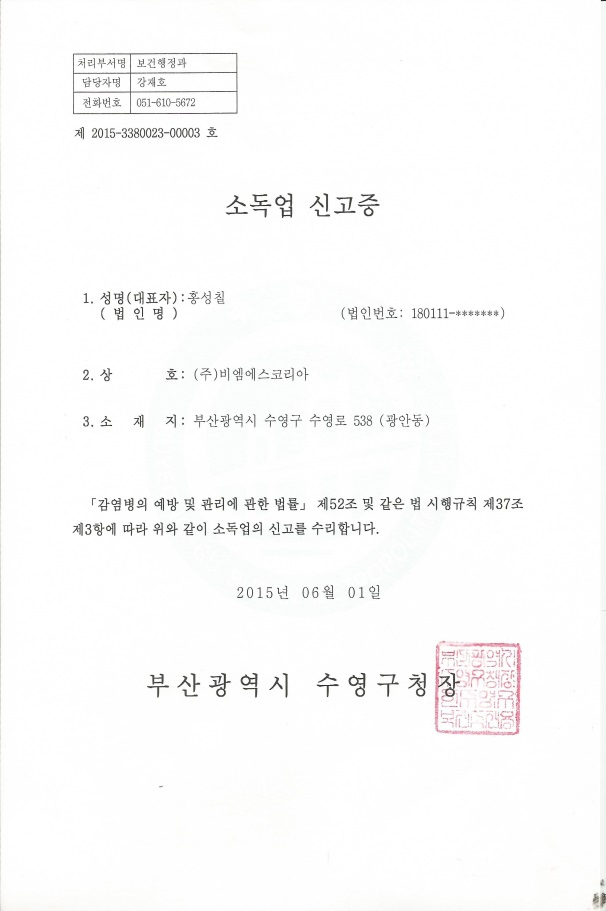 처리부서명 보건행정과
담당자명 강재호
전화번호 051-610-5672
제 2015-3380023-00003 호
소독업 신고증
1. 성명(대표자):홍성칠
( 법 인 명 ) (법인번호: 180111-*******)
2. 상 호: (주)비엠에스코리아
3. 소 재 지: 부산광역시 수영구 수영로 538 (광안동)
「감염병의 예방 및 관리에 관한 법률」 제52조 및 같은 법 시행규칙 제37조
제3항에 따라 위와 같이 소독업의 신고를 수리합니다.
2015년 06월 01일
부산광역시 수영구청장